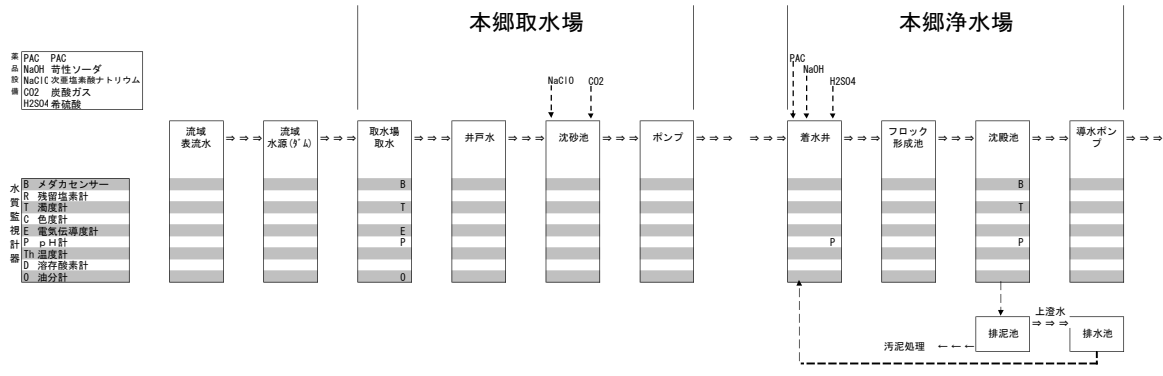 本郷取水場
本郷浄水場
薬品設備
PAC PAC
NaOH 苛性ソーダ
NaClO 次亜塩素酸ナトリウム
CO2 炭酸ガス
H2SO4 希硫酸
NaClO CO2
PAC
NaOH
H2SO4
流域
表流水
⇒⇒⇒
流域
水源(ダム)
⇒⇒⇒
取水場
取水
⇒⇒⇒
井戸水
⇒⇒⇒
沈砂池
⇒⇒⇒
ポンプ
⇒⇒⇒
⇒⇒⇒
着水井
⇒⇒⇒
フロック
形成池
⇒⇒⇒
沈殿池
⇒⇒⇒
導水ポン
プ
⇒⇒⇒
水質監視計器
B メダカセンサー
R 残留塩素計
T 濁度計
C 色度計
E 電気伝導度計
P pH計
Th 温度計
D 溶存酸素計
O 油分計
B
T
E
P
O
P
B
T
P
上澄水
排泥池
⇒⇒⇒
排水池
汚泥処理 ←←←